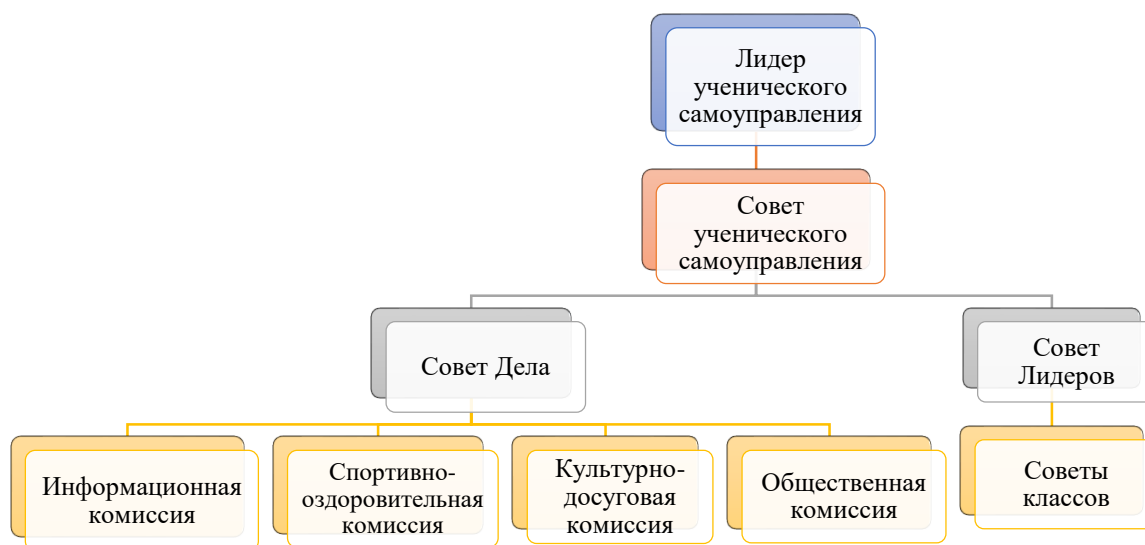 Лидер
ученического
самоуправления
Совет
ученического
самоуправления
Совет Дела
Совет
Лидеров
Информационная
комиссия
Спортивно-
оздоровительная
комиссия
Культурно-
досуговая
комиссия
Общественная
комиссия
Советы
классов